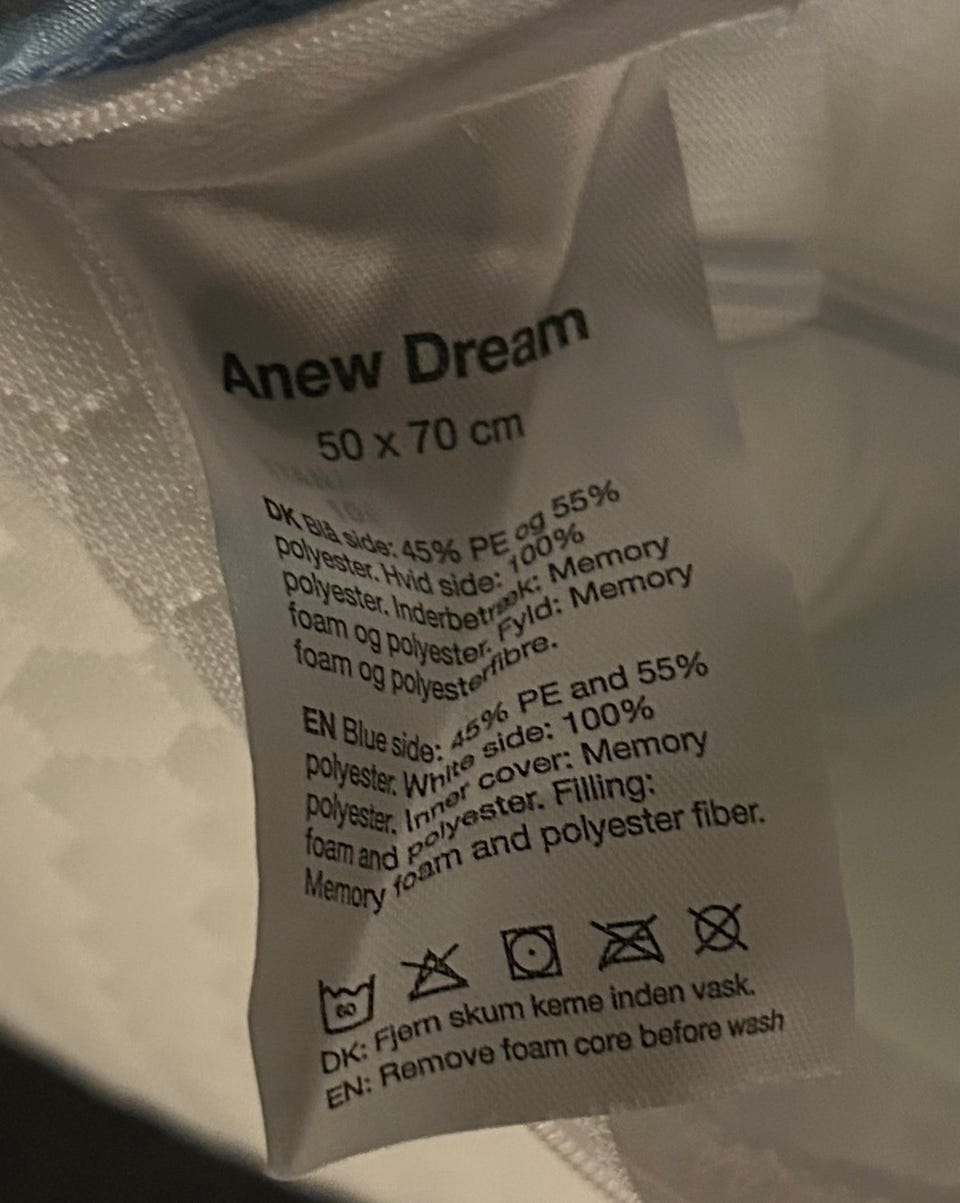 Anew Dream
50 x 70 cm
DK Blå side: 45% PE og 55%
polyester. Hvid side: 100%
polyester. Inderbetræk: Memory
foam og polyester. Fyld: Memory
foam og polyesterfibre.
EN Blue side: 45% PE and 55%
polyester. White side: 100%
polyester. Inner cover: Memory
foam and polyester. Filling:
Memory foam and polyester fiber.
60
DK: Fjern skum kerne inden vask.
EN: Remove foam core before wash